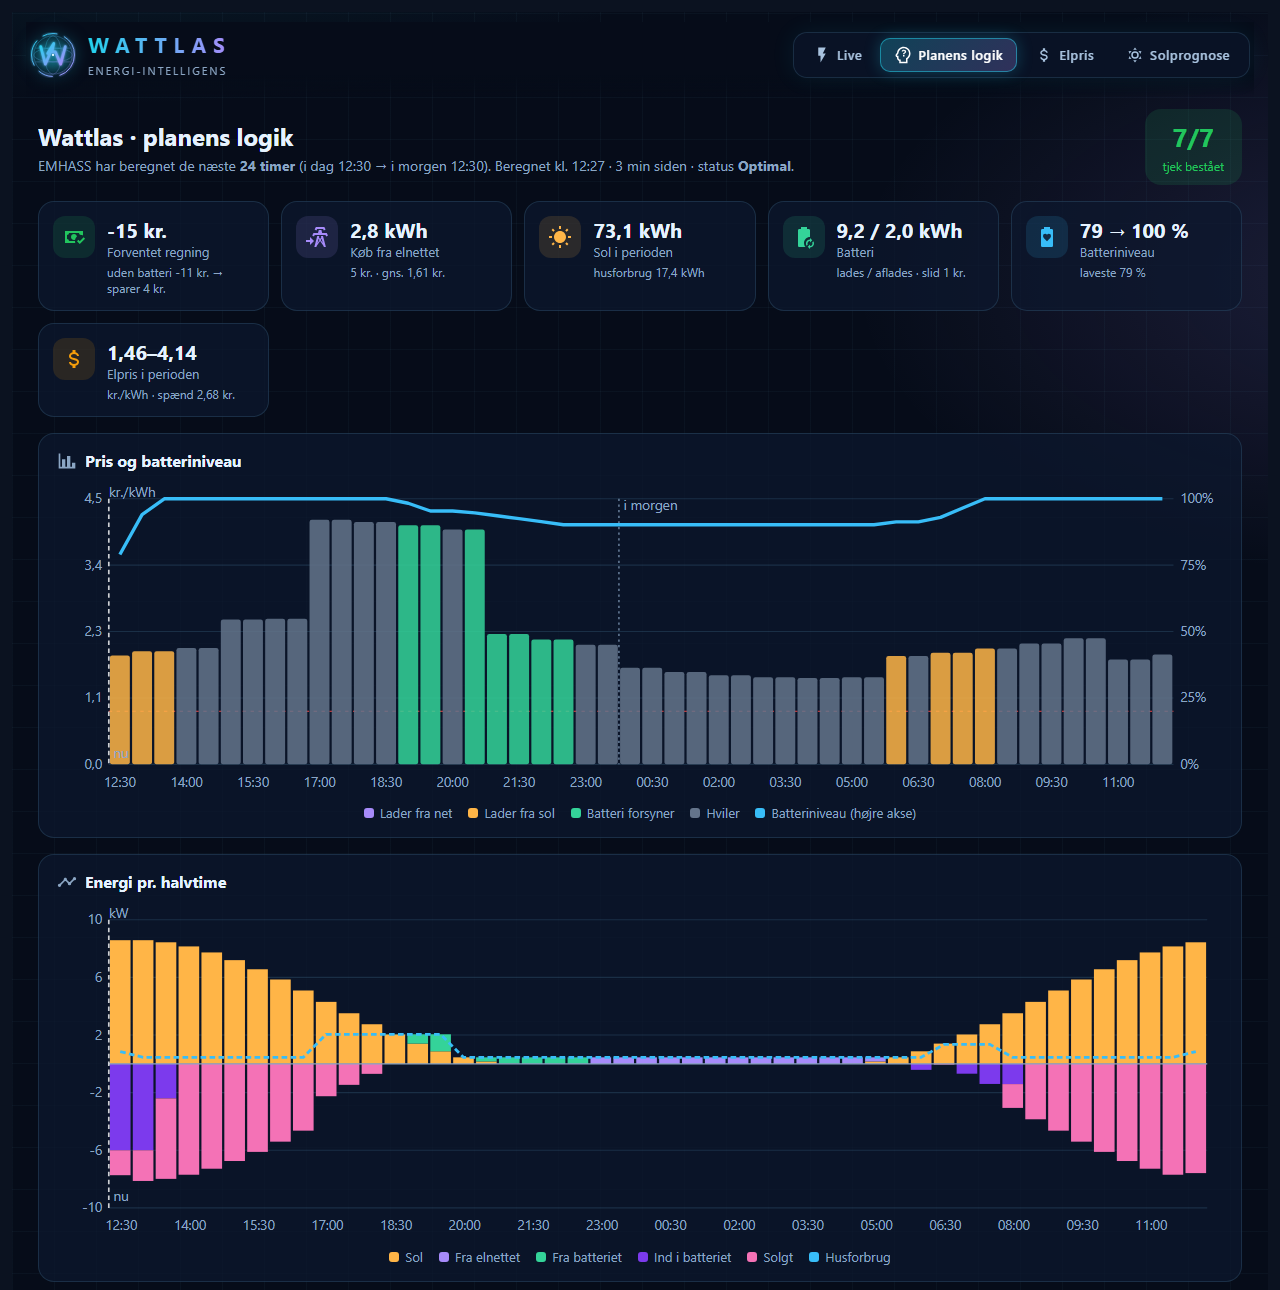 WATTLAS
ENERGI-INTELLIGENS
Live
Planens logik
Elpris
Solprognose
Wattlas · planens logik
EMHASS har beregnet de næste 24 timer (i dag 12:30 → i morgen 12:30). Beregnet kl. 12:27 · 3 min siden · status Optimal.
7/7
tjek bestået
-15 kr.
Forventet regning
uden batteri -11 kr. →
sparer 4 kr.
2,8 kWh
Køb fra elnettet
5 kr. · gns. 1,61 kr.
73,1 kWh
Sol i perioden
husforbrug 17,4 kWh
9,2 / 2,0 kWh
Batteri
lades / aflades · slid 1 kr.
79 → 100 %
Batteriniveau
laveste 79 %
1,46–4,14
Elpris i perioden
kr./kWh · spænd 2,68 kr.
Pris og batteriniveau
kr./kWh
4,5
3,4
2,3
1,1
0,0
100%
75%
50%
25%
0%
i morgen
nu
12:30 14:00 15:30 17:00 18:30 20:00 21:30 23:00 00:30 02:00 03:30 05:00 06:30 08:00 09:30 11:00
Lader fra net Lader fra sol Batteri forsyner Hviler Batteriniveau (højre akse)
Energi pr. halvtime
kW
10
6
2
-2
-6
-10
nu
12:30 14:00 15:30 17:00 18:30 20:00 21:30 23:00 00:30 02:00 03:30 05:00 06:30 08:00 09:30 11:00
Sol Fra elnettet Fra batteriet Ind i batteriet Solgt Husforbrug